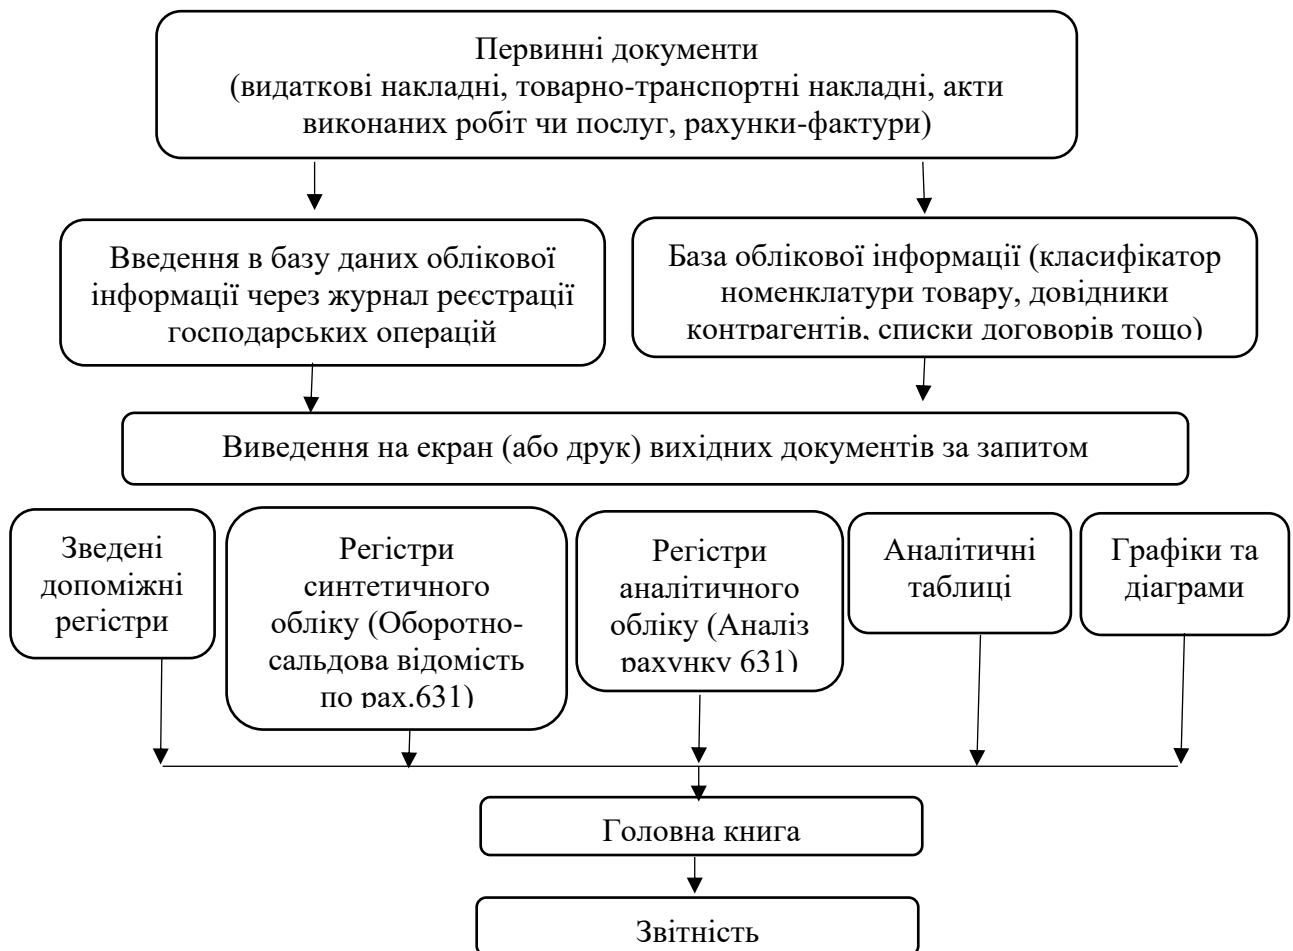 Первинні документи
(видаткові накладні, товарно-транспортні накладні, акти
виконаних робіт чи послуг, рахунки-фактури)
Введення в базу даних облікової
інформації через журнал реєстрації
господарських операцій
База облікової інформації (класифікатор
номенклатури товару, довідники
контрагентів, списки договорів тощо)
Виведення на екран (або друк) вихідних документів за запитом
Зведені
допоміжні
регістри
Регістри
синтетичного
обліку (Оборотно-
сальдова відомість
по рах.631)
Регістри
аналітичного
обліку (Аналіз
рахунку 631)
Аналітичні
таблиці
Графіки та
діаграми
Головна книга
Звітність